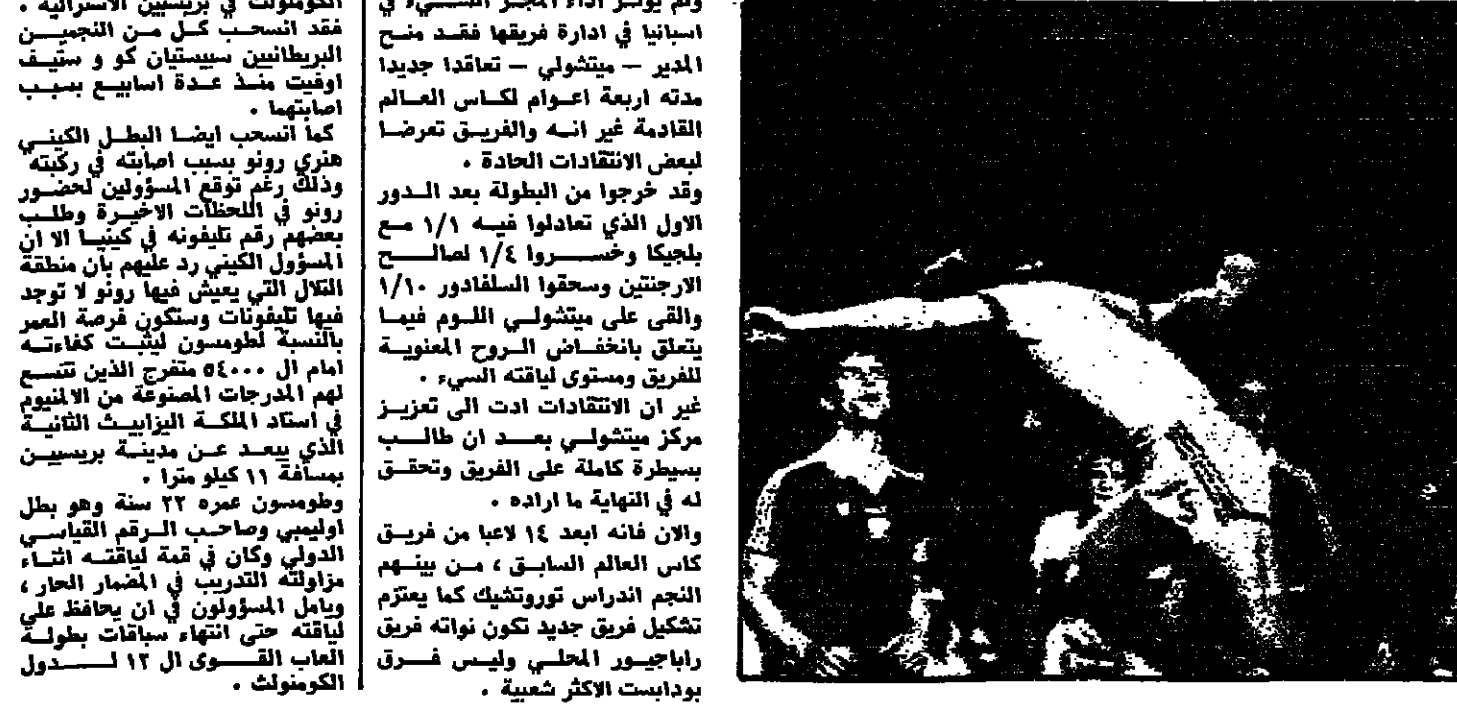 ولم يؤثر اداء المجر السيء في
اسبانيا في ادارة فريقها فقد منح
المدير — ميتشولي — تعاقدا جديدا
مدته اربعة اعوام لكاس العالم
القادمة غير انه والفريق تعرضا
لبعض الانتقادات الحادة .
وقد خرجوا من البطولة بعد الدور
الاول الذي تعادلوا فيه ١/١ مع
بلجيكا وخسروا ١/٤ لصالح
الارجنتين وسحقوا السلفادور ١/١٠
والقى على ميتشولي اللوم فيما
يتعلق بانخفاض الروح المعنوية
للفريق ومستوى لياقته السيء .
غير ان الانتقادات ادت الى تعزيز
مركز ميتشولي بعد ان طالب
بسيطرة كاملة على الفريق وتحقق
له في النهاية ما اراده .
والان فانه ابعد ١٤ لاعبا من فريق
كاس العالم السابق ، من بينهم
النجم اندراس توروتشيك كما يعتزم
تشكيل فريق جديد تكون نواته فريق
راباجيور المحلي وليس فرق
بودابست الاكثر شعبية .
الكومنولث في بريسبين الاسترالية .
فقد انسحب كل من النجمين
البريطانيين سيبستيان كو و ستيف
اوفيت منذ عدة اسابيع بسبب
اصابتهما .
كما انسحب ايضا البطل الكيني
هنري رونو بسبب اصابته في ركبته
وذلك رغم توقع المسؤولين لحضور
رونو في اللحظات الاخيرة وطلب
بعضهم رقم تليفونه في كينيا الا ان
المسؤول الكيني رد عليهم بان منطقة
التلال التي يعيش فيها رونو لا توجد
فيها تليفونات وستكون فرصة العمر
بالنسبة لطومسون ليثبت كفاءته
امام ال ٥٤٠٠٠ متفرج الذين تتسع
لهم المدرجات المصنوعة من الالمنيوم
في استاد الملكة اليزابيث الثانية
الذي يبعد عن مدينة بريسبين
بمسافة ١١ كيلو مترا .
وطومسون عمره ٢٢ سنة وهو بطل
اوليمبي وصاحب الرقم القياسي
الدولي وكان في قمة لياقته اثناء
مزاولته التدريب في المضمار الحار ،
ويامل المسؤولون في ان يحافظ على
لياقته حتى انتهاء سباقات بطولة
العاب القوى ال ١٢ لدول
الكومنولث .